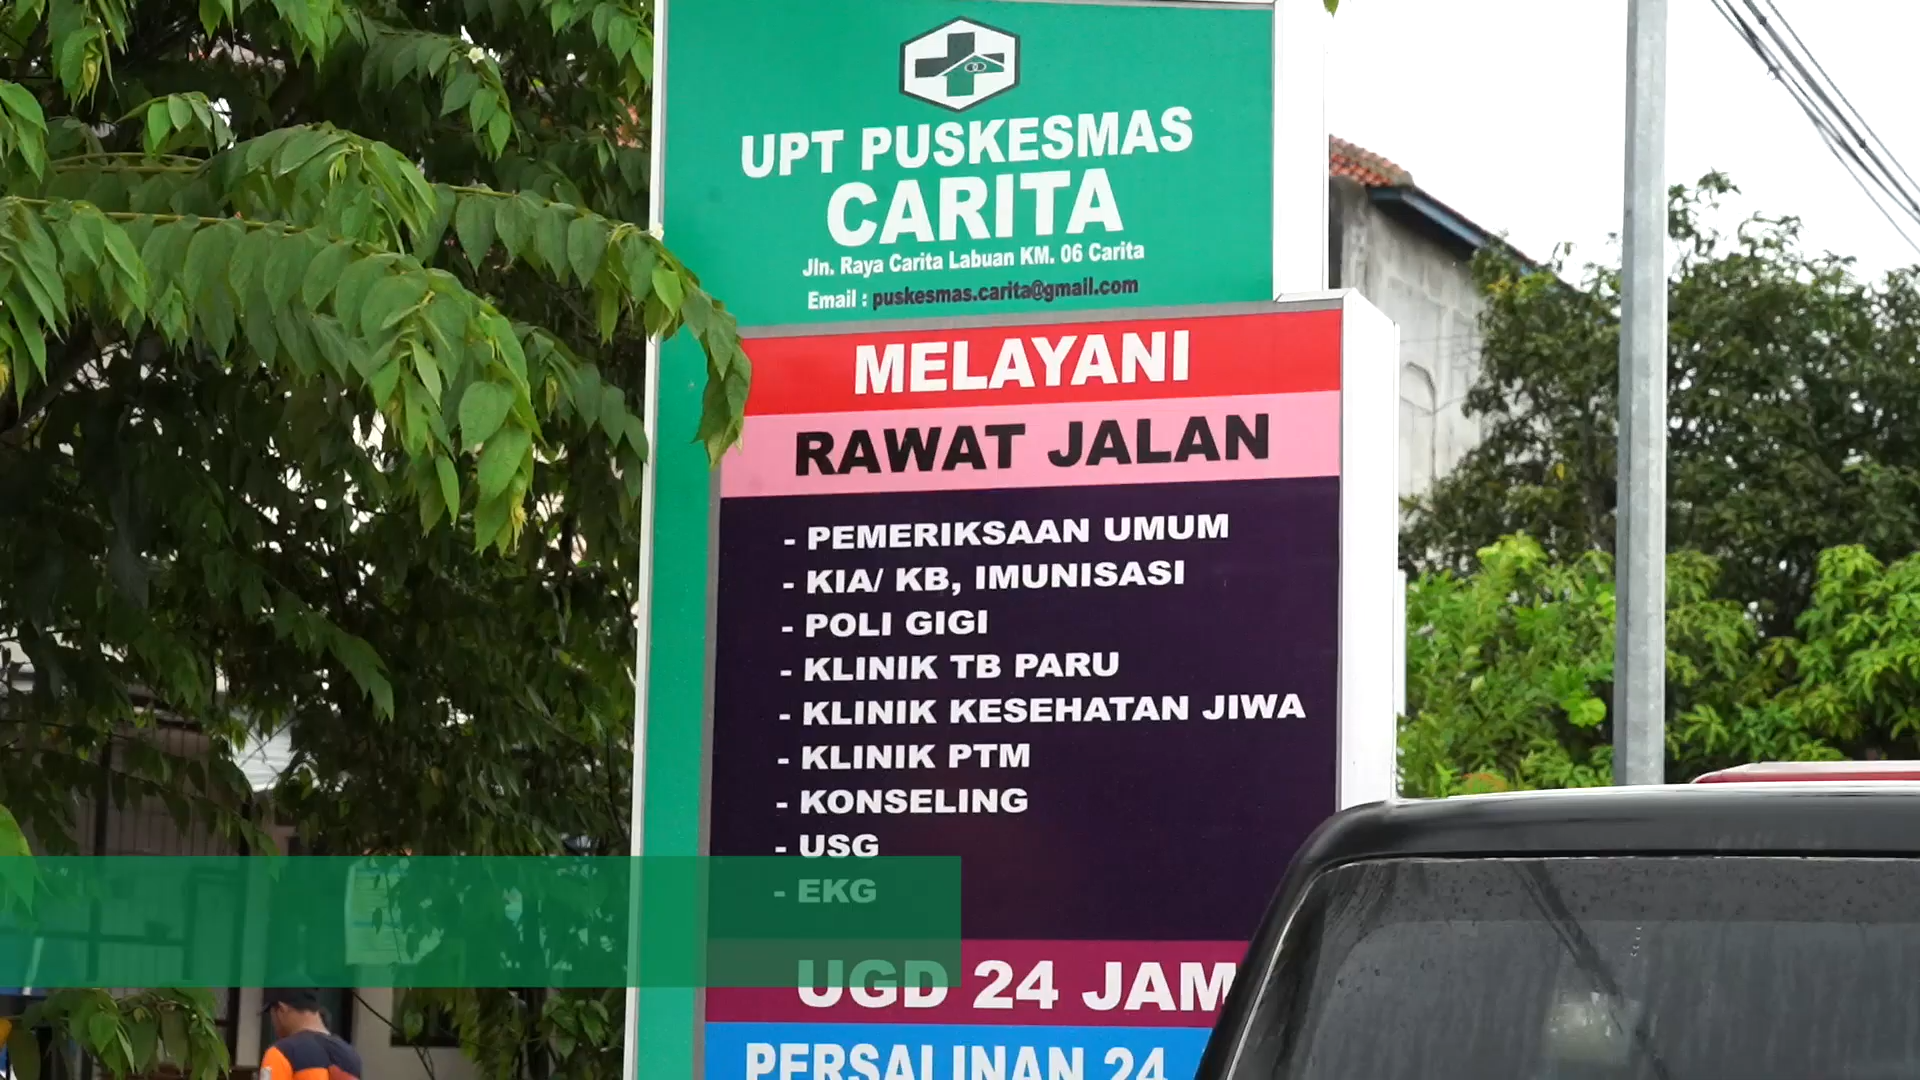 UPT PUSKESMAS
CARITA
Jln. Raya Carita Labuan KM. 06 Carita
Email : puskesmas.carita@gmail.com
MELAYANI
RAWAT JALAN
- PEMERIKSAAN UMUM
- KIA/ KB, IMUNISASI
- POLI GIGI
- KLINIK TB PARU
- KLINIK KESEHATAN JIWA
- KLINIK PTM
- KONSELING
- USG
- EKG
UGD 24 JAM
PERSALINAN 24